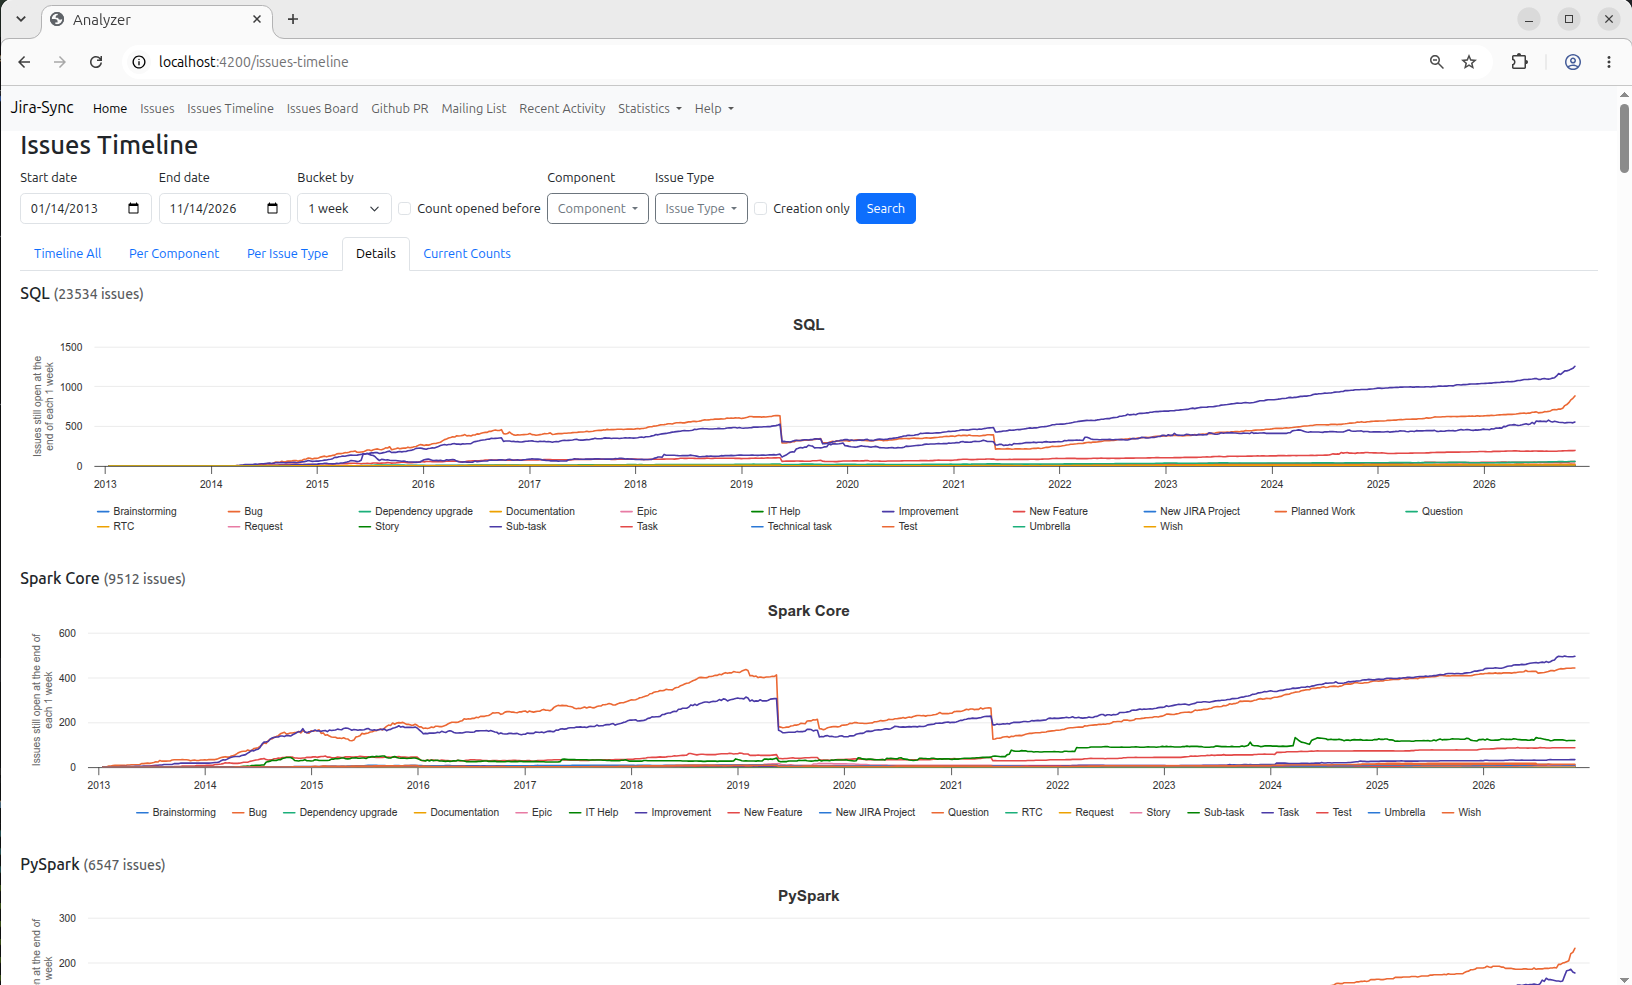 Analyzer
localhost:4200/issues-timeline
Jira-Sync Home Issues Issues Timeline Issues Board Github PR Mailing List Recent Activity Statistics Help
Issues Timeline
Start date End date Bucket by Component Issue Type
01/14/2013 11/14/2026 1 week Count opened before Component Issue Type Creation only Search
Timeline All Per Component Per Issue Type Details Current Counts
SQL (23534 issues)
SQL
Issues still open at the
end of each 1 week
1500
1000
500
0
2013 2014 2015 2016 2017 2018 2019 2020 2021 2022 2023 2024 2025 2026
Brainstorming Bug Dependency upgrade Documentation Epic IT Help Improvement New Feature New JIRA Project Planned Work Question
RTC Request Story Sub-task Task Technical task Test Umbrella Wish
Spark Core (9512 issues)
Spark Core
Issues still open at the end of
each 1 week
600
400
200
0
2013 2014 2015 2016 2017 2018 2019 2020 2021 2022 2023 2024 2025 2026
Brainstorming Bug Dependency upgrade Documentation Epic IT Help Improvement New Feature New JIRA Project Question RTC Request Story Sub-task Task Test Umbrella Wish
PySpark (6547 issues)
PySpark
n at the end of
week
300
200